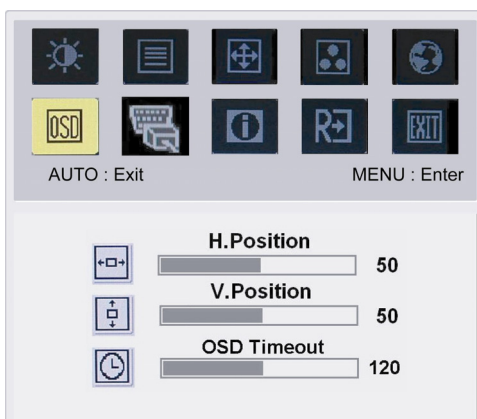 OSD
i
R
EXIT
AUTO : Exit
MENU : Enter
H.Position
50
V.Position
50
OSD Timeout
120